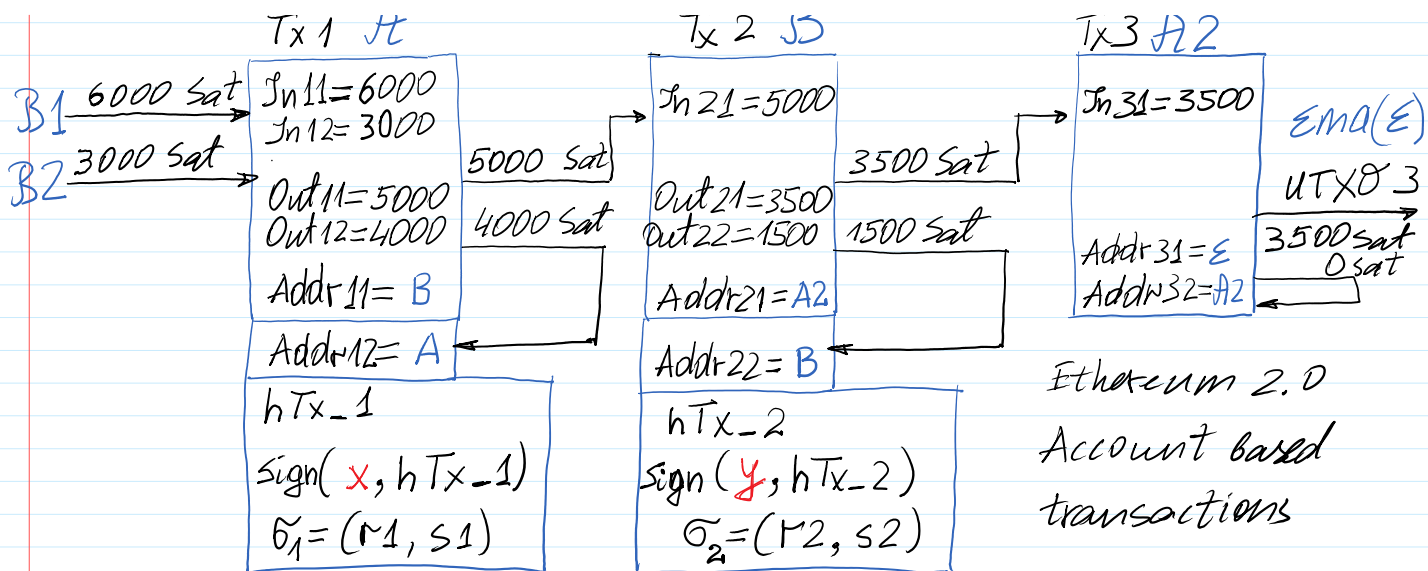 Tx 1 A
B1 6000 Sat
B2 3000 Sat
In11=6000
In12=3000
Out11=5000
Out12=4000
Addr11= B
Addr12= A
hTx_1
Sign(x, hTx_1)
σ1=(r1, s1)
5000 Sat
4000 Sat
Tx 2 B
In21=5000
Out21=3500
Out22=1500
Addr21=A2
Addr22= B
hTx_2
Sign(y, hTx_2)
σ2=(r2, s2)
3500 Sat
1500 Sat
Tx3 A2
In31=3500
Addr31=E
Addr32=A2
Ema(E)
UTXO 3
3500 sat
0 sat
Ethereum 2.0
Account based
transactions